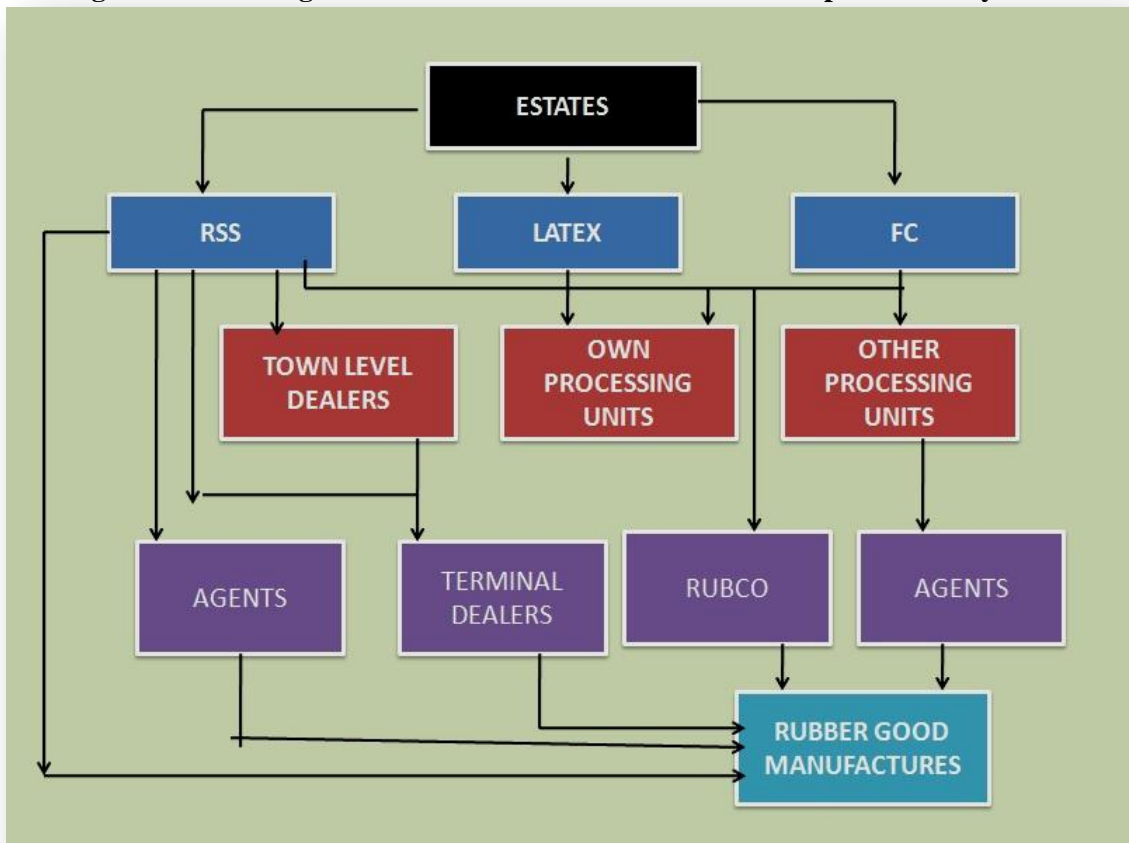 ESTATES
RSS
LATEX
FC
TOWN LEVEL
DEALERS
OWN
PROCESSING
UNITS
OTHER
PROCESSING
UNITS
AGENTS
TERMINAL
DEALERS
RUBCO
AGENTS
RUBBER GOOD
MANUFACTURES